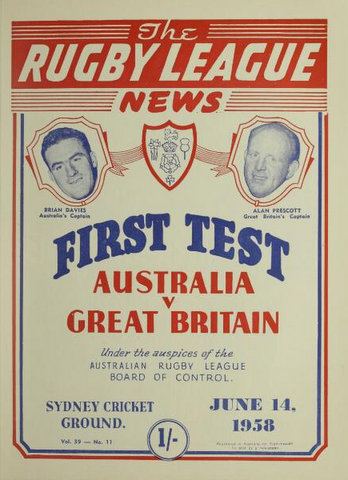 The
RUGBY LEAGUE
NEWS
BRIAN DAVIES
Australia's Captain
ALAN PRESCOTT
Great Britain's Captain
FIRST TEST
AUSTRALIA
V
GREAT BRITAIN
Under the auspices of the
AUSTRALIAN RUGBY LEAGUE
BOARD OF CONTROL.
SYDNEY CRICKET
GROUND.
Vol. 39 — No. 11
1/-
JUNE 14,
1958